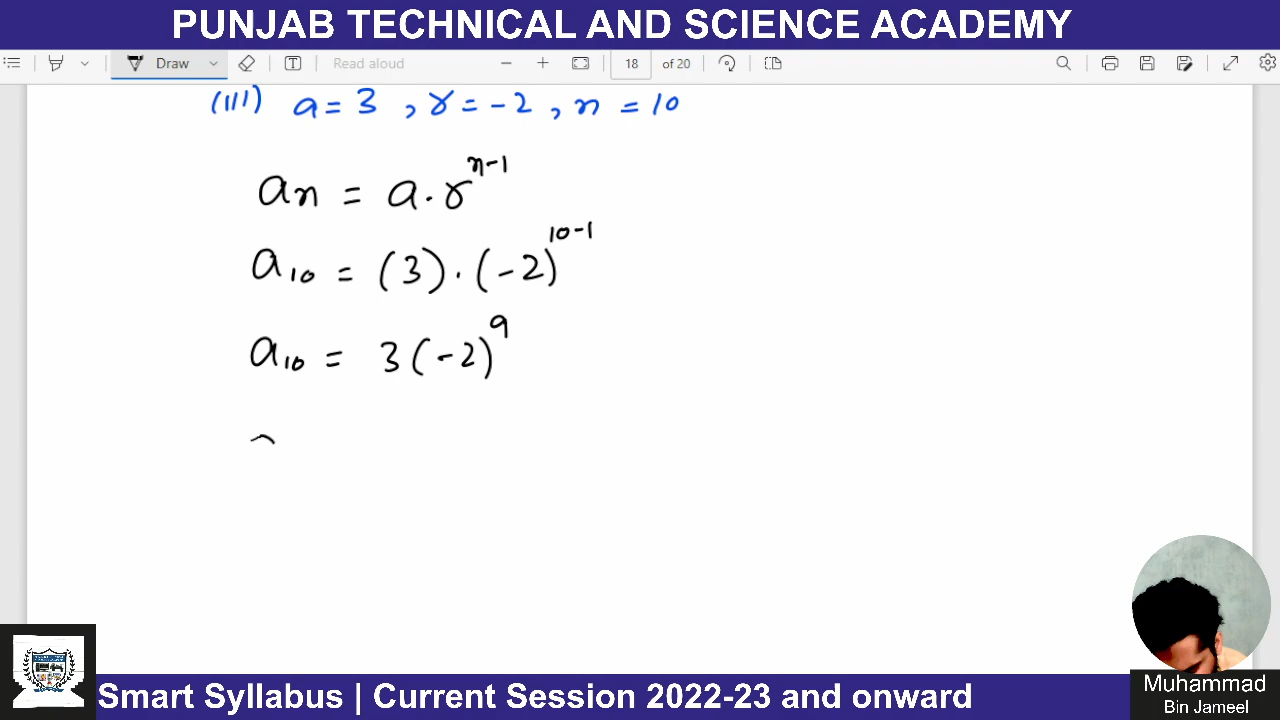 PUNJAB TECHNICAL AND SCIENCE ACADEMY
Draw Read aloud 18 of 20
(III) a = 3 , r = -2 , n = 10
an = a . r^n-1
a10 = (3) . (-2)^10-1
a10 = 3(-2)^9
Smart Syllabus | Current Session 2022-23 and onward
Muhammad
Bin Jameel